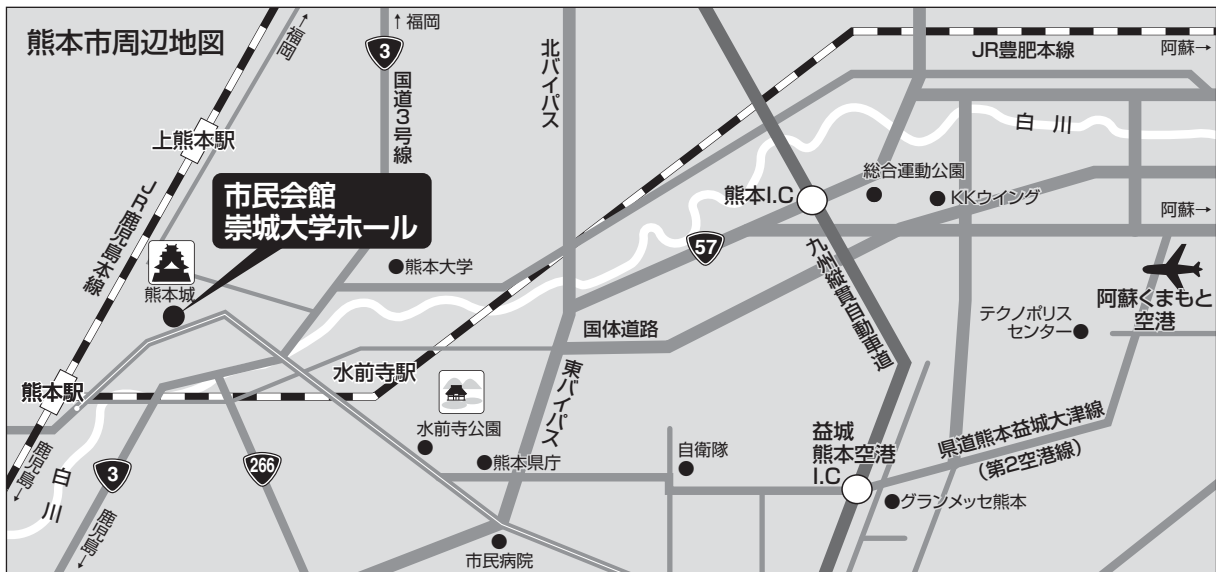 熊本市周辺地図
↑福岡
3
↑福岡
国道3号線
北バイパス
JR豊肥本線
阿蘇→
白川
上熊本駅
JR鹿児島本線
市民会館
崇城大学ホール
熊本城
熊本大学
熊本I.C
総合運動公園
KKウイング
阿蘇→
57
九州縦貫自動車道
阿蘇くまもと
空港
テクノポリス
センター
国体道路
水前寺駅
東バイパス
熊本駅
水前寺公園
熊本県庁
自衛隊
益城
熊本空港
I.C
県道熊本益城大津線
(第2空港線)
グランメッセ熊本
鹿児島↓
白川
3
266
鹿児島↓
市民病院